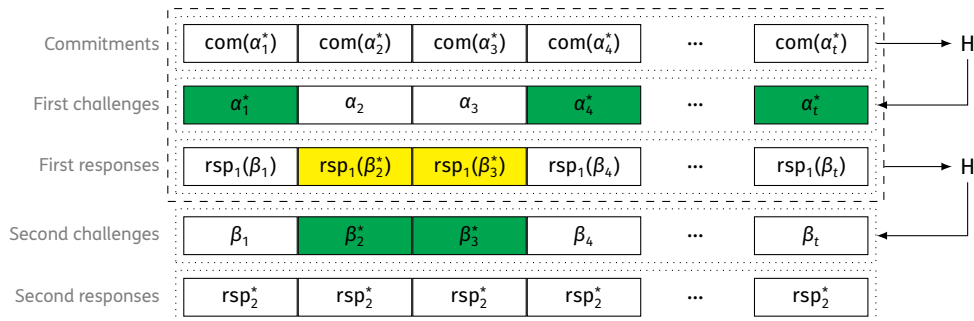 Commitments com(α₁*) com(α₂*) com(α₃*) com(α₄*) ... com(αₜ*) H
First challenges α₁* α₂ α₃ α₄* ... αₜ*
First responses rsp₁(β₁) rsp₁(β₂*) rsp₁(β₃*) rsp₁(β₄) ... rsp₁(βₜ) H
Second challenges β₁ β₂* β₃* β₄ ... βₜ
Second responses rsp₂* rsp₂* rsp₂* rsp₂* ... rsp₂*